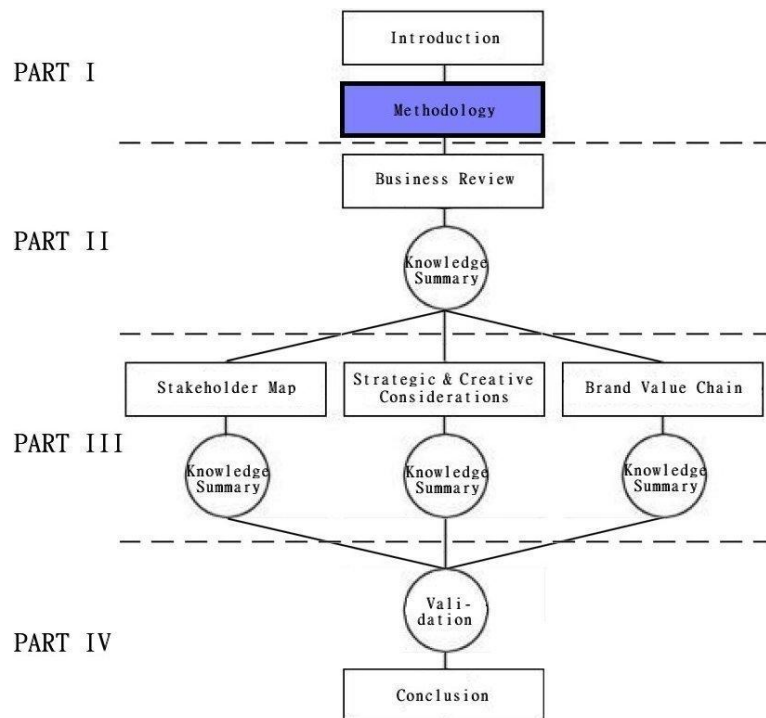 Introduction
PART I
Methodology
Business Review
PART II
Knowledge
Summary
Stakeholder Map
Strategic & Creative
Considerations
Brand Value Chain
PART III
Knowledge
Summary
Knowledge
Summary
Knowledge
Summary
Vali-
dation
PART IV
Conclusion